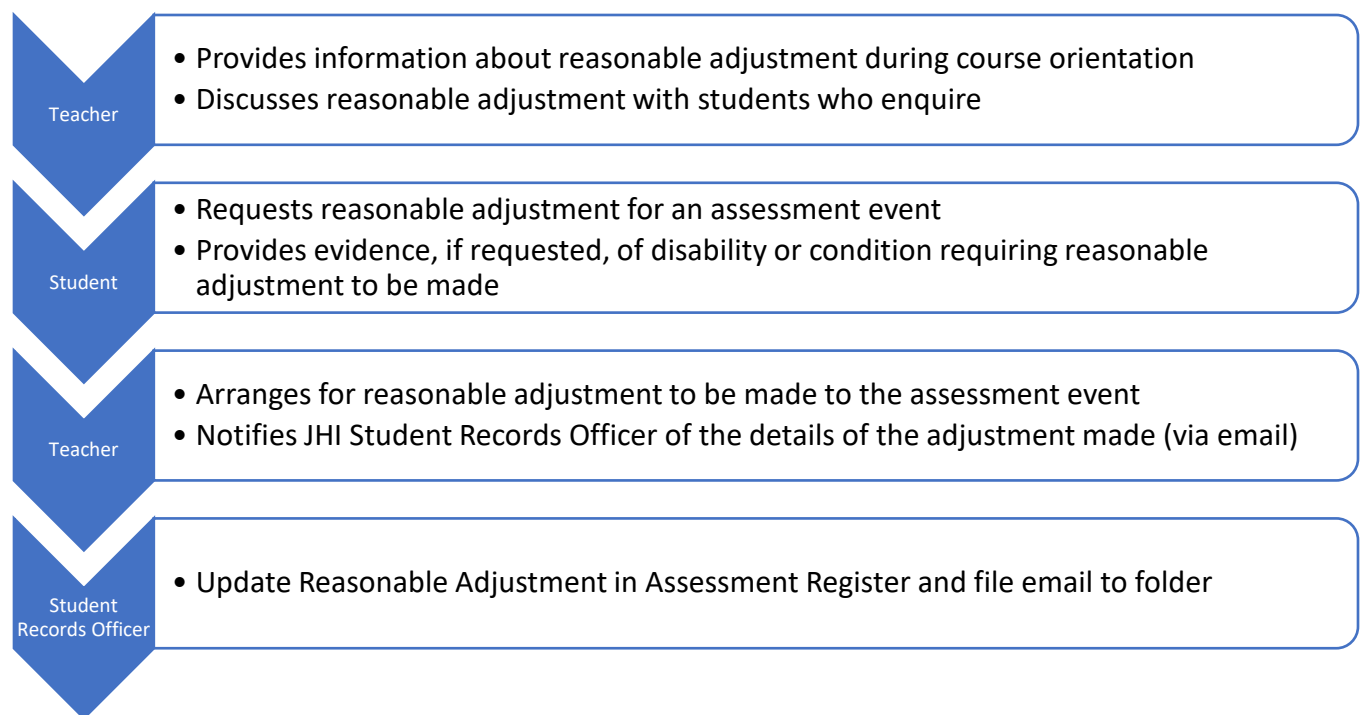 Teacher
• Provides information about reasonable adjustment during course orientation
• Discusses reasonable adjustment with students who enquire
Student
• Requests reasonable adjustment for an assessment event
• Provides evidence, if requested, of disability or condition requiring reasonable
adjustment to be made
Teacher
• Arranges for reasonable adjustment to be made to the assessment event
• Notifies JHI Student Records Officer of the details of the adjustment made (via email)
Student
Records Officer
• Update Reasonable Adjustment in Assessment Register and file email to folder